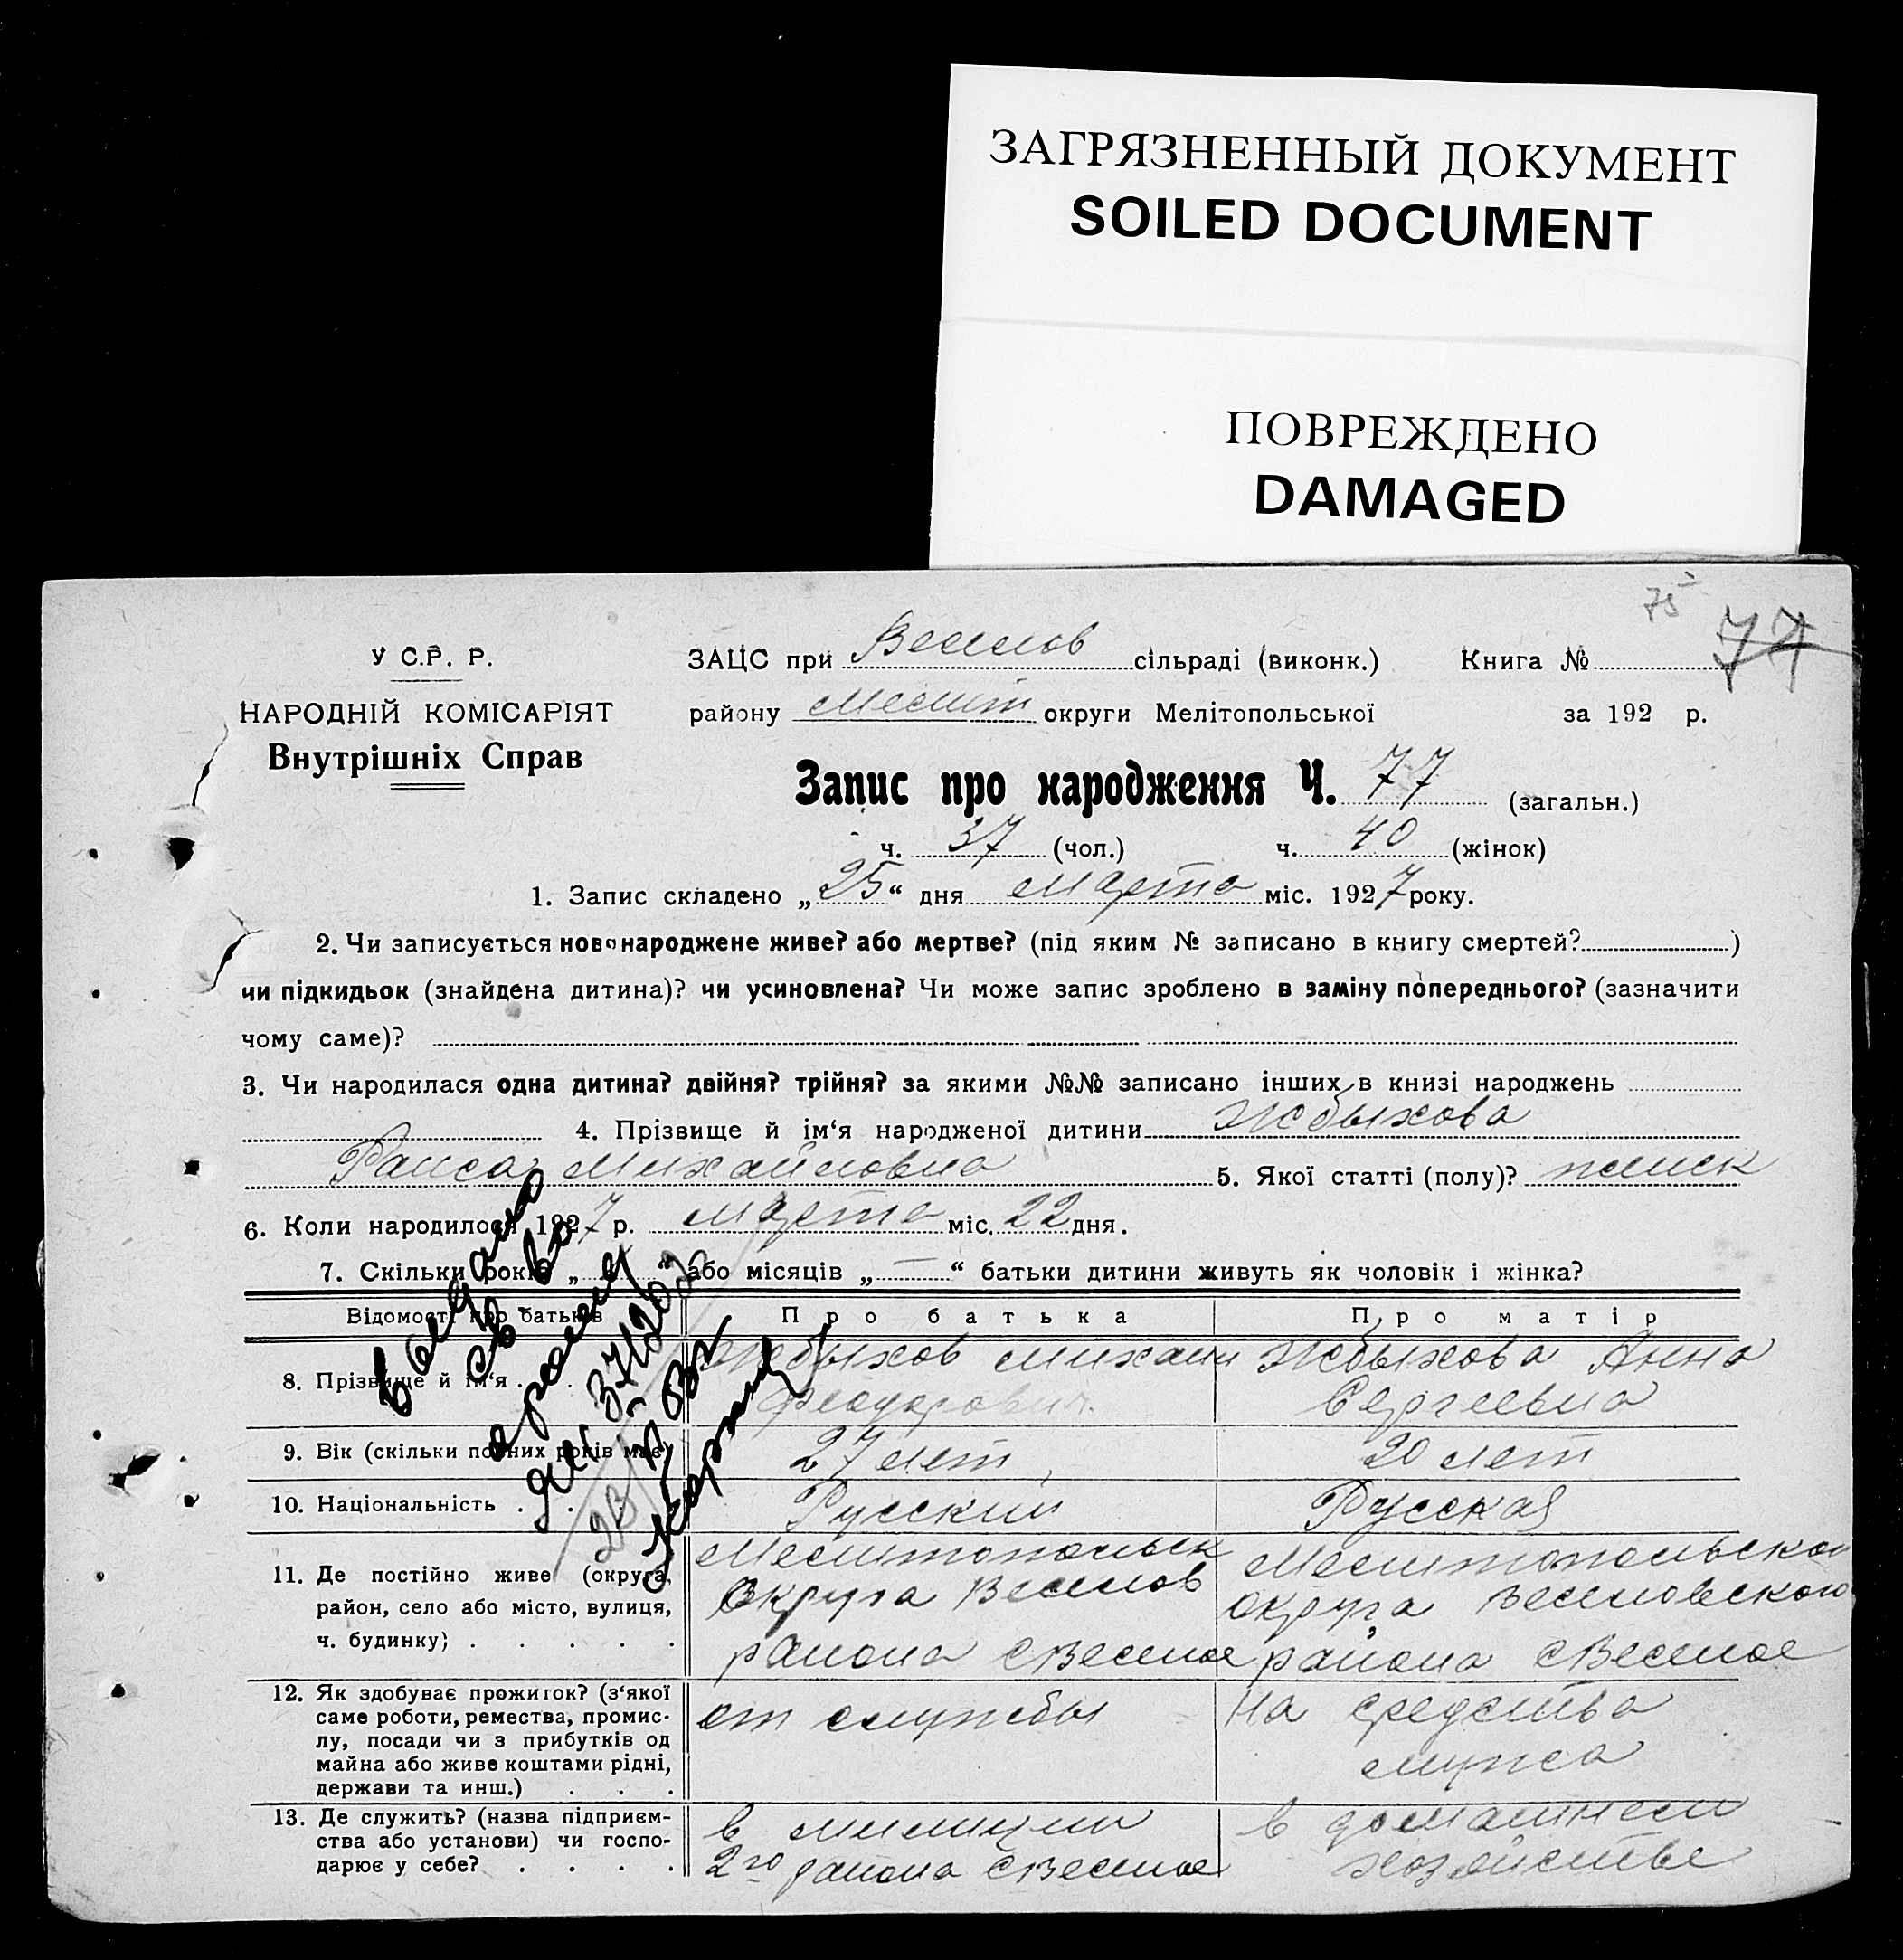 ЗАГРЯЗНЕННЫЙ ДОКУМЕНТ
SOILED DOCUMENT
ПОВРЕЖДЕНО
DAMAGED
75
77
У С.Р. Р.
НАРОДНІЙ КОМІСАРІЯТ
Внутрішніх Справ
ЗАЦС при Веселов сільраді (виконк.) Книга №
району Мелит округи Мелітопольської за 192 р.
Запис про народження Ч. 77 (загальн.)
ч. 37 (чол.) ч. 40 (жінок)
1. Запис складено „25“ дня марта міс. 1927 року.
2. Чи записується новонароджене живе? або мертве? (під яким № записано в книгу смертей? )
чи підкидьок (знайдена дитина)? чи усиновлена? Чи може запис зроблено в заміну попереднього? (зазначити
чому саме)?
3. Чи народилася одна дитина? двійня? трійня? за якими №№ записано інших в книзі народжень
4. Прізвище й ім‘я народженої дитини Жбыхова
Раиса Михайловна 5. Якої статті (полу)? женск
6. Коли народилося 1927 р. марта міс. 22 дня.
7. Скільки років „ “ або місяців „—“ батьки дитини живуть як чоловік і жінка?
Відомості про батьків Про батька Про матір
8. Прізвище й ім‘я . . Жбыхов Михаил Феодорович. Жбыхова Анна Сергеевна
9. Вік (скільки повних років має) 27 лет 20 лет
10. Національність . . . Русский Русская
11. Де постійно живе (округа, район, село або місто, вулиця, ч. будинку) . . . . . Мелитопольск округа Веселов района с Веселое Мелитопольской округа Веселовского района с Веселое
12. Як здобуває прожиток? (з‘якої саме роботи, ремества, промислу, посади чи з прибутків од майна або живе коштами рідні, держави та инш.) . . . от службы на средства мужа
13. Де служить? (назва підприємства або установи) чи господарює у себе? . . . . в милиции 2го района с Веселое в домашнем хозяйстве